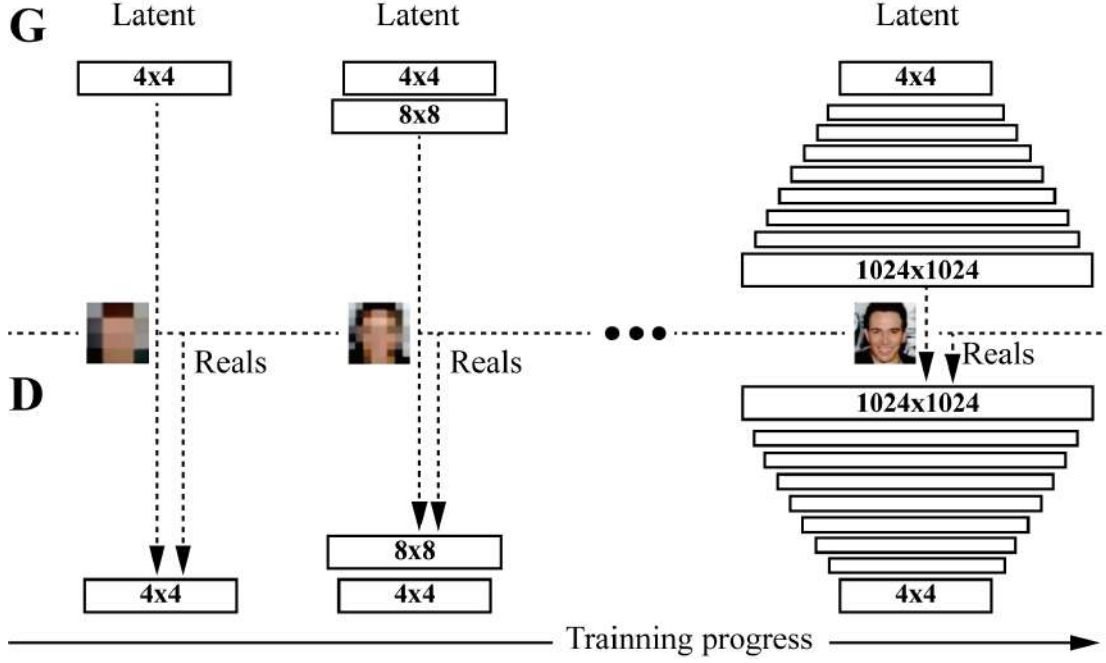 G
Latent
Latent
Latent
4x4
4x4
4x4
8x8
1024x1024
Reals
Reals
Reals
D
1024x1024
8x8
4x4
4x4
4x4
Trainning progress